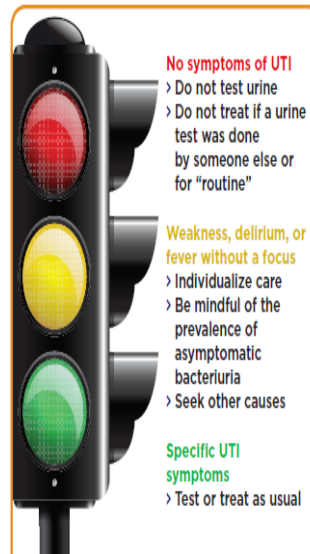 No symptoms of UTI
> Do not test urine
> Do not treat if a urine
test was done
by someone else or
for “routine”
Weakness, delirium, or
fever without a focus
> Individualize care
> Be mindful of the
prevalence of
asymptomatic
bacteriuria
> Seek other causes
Specific UTI
symptoms
> Test or treat as usual